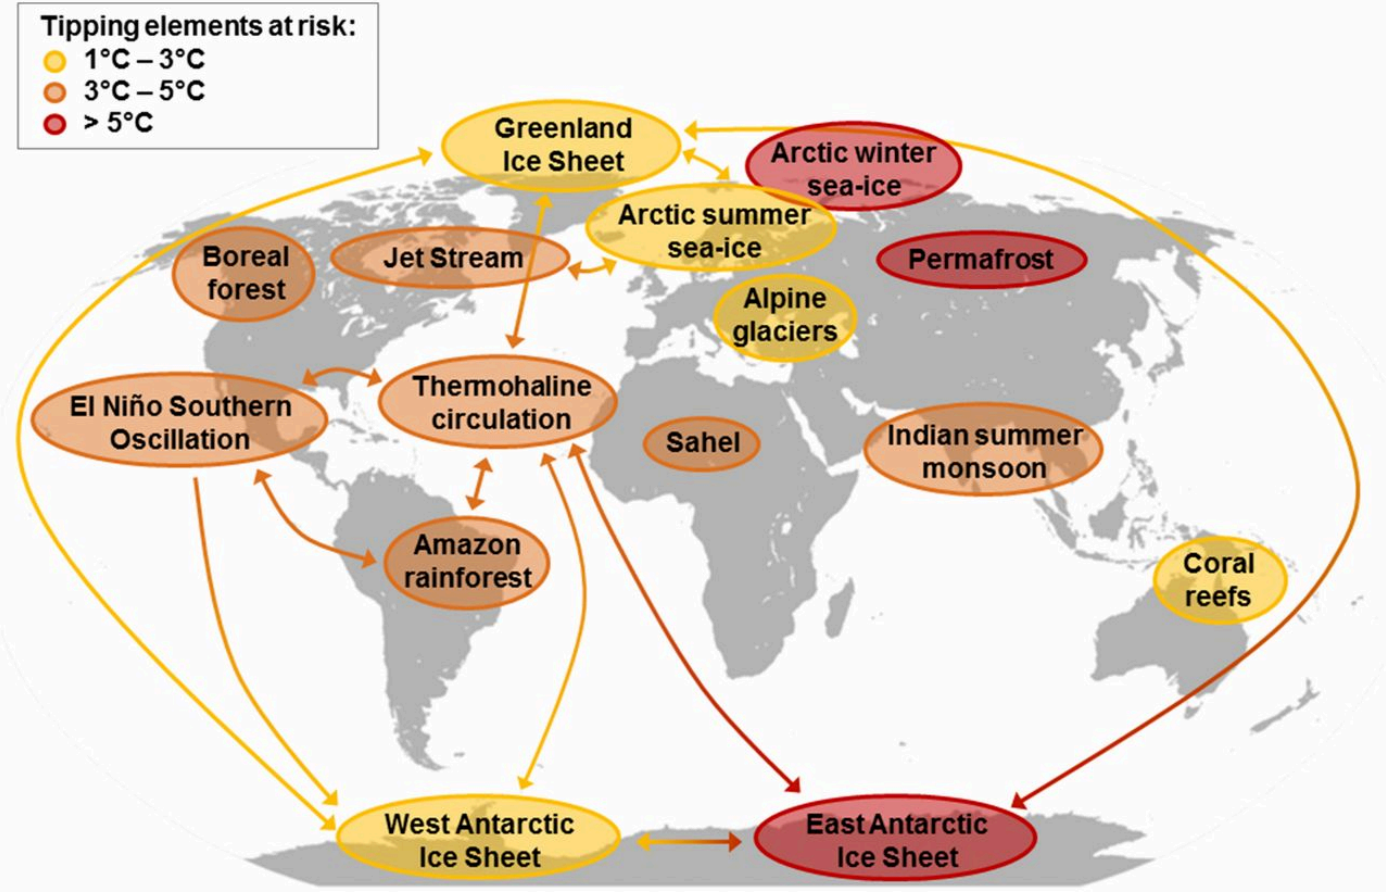 Tipping elements at risk:
1°C – 3°C
3°C – 5°C
> 5°C
Greenland
Ice Sheet
Arctic winter
sea-ice
Arctic summer
sea-ice
Boreal
forest
Jet Stream
Permafrost
Alpine
glaciers
Thermohaline
circulation
El Niño Southern
Oscillation
Sahel
Indian summer
monsoon
Amazon
rainforest
Coral
reefs
West Antarctic
Ice Sheet
East Antarctic
Ice Sheet